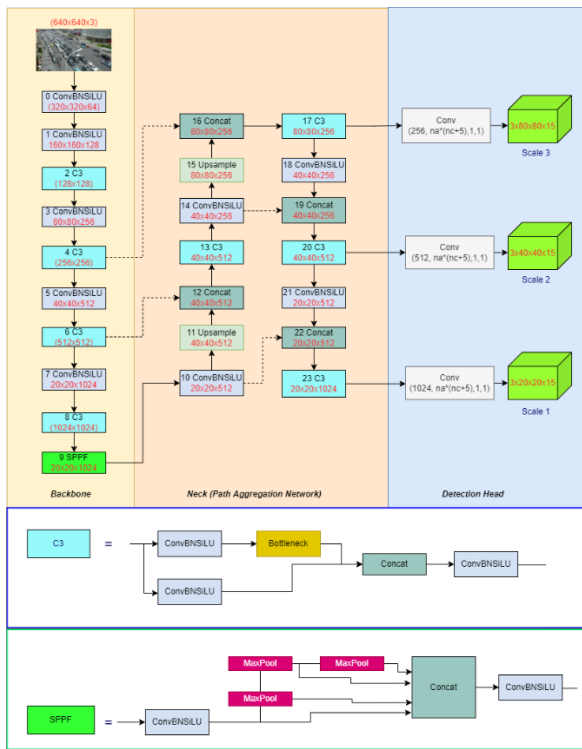 (640x640x3)
0 ConvBNSiLU
(320x320x64)
1 ConvBNSiLU
160x160x128
2 C3
(128x128)
3 ConvBNSiLU
80x80x256
4 C3
(256x256)
5 ConvBNSiLU
40x40x512
6 C3
(512x512)
7 ConvBNSiLU
20x20x1024
8 C3
(1024x1024)
9 SPPF
20x20x1024
Backbone
16 Concat
80x80x256
15 Upsample
80x80x256
14 ConvBNSiLU
40x40x256
13 C3
40x40x512
12 Concat
40x40x512
11 Upsample
40x40x512
10 ConvBNSiLU
20x20x512
17 C3
80x80x256
18 ConvBNSiLU
40x40x256
19 Concat
40x40x256
20 C3
40x40x512
21 ConvBNSiLU
20x20x512
22 Concat
20x20x512
23 C3
20x20x1024
Neck (Path Aggregation Network)
Conv
(256, na*(nc+5),1,1)
3x80x80x15
Scale 3
Conv
(512, na*(nc+5),1,1)
3x40x40x15
Scale 2
Conv
(1024, na*(nc+5),1,1)
3x20x20x15
Scale 1
Detection Head
C3
=
ConvBNSiLU
Bottleneck
ConvBNSiLU
Concat
ConvBNSiLU
SPPF
=
ConvBNSiLU
MaxPool
MaxPool
MaxPool
Concat
ConvBNSiLU